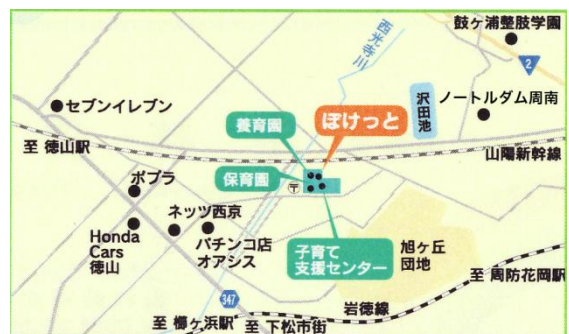 鼓ヶ浦整肢学園
西光寺川
2
沢田池
ノートルダム周南
セブンイレブン
養育園
ぽけっと
至 徳山駅
山陽新幹線
ポプラ
保育園
〒
ネッツ西京
Honda
Cars
徳山
パチンコ店
オアシス
子育て
支援センター
旭ヶ丘
団地
至 周防花岡駅
347
岩徳線
至 櫛ヶ浜駅
至 下松市街